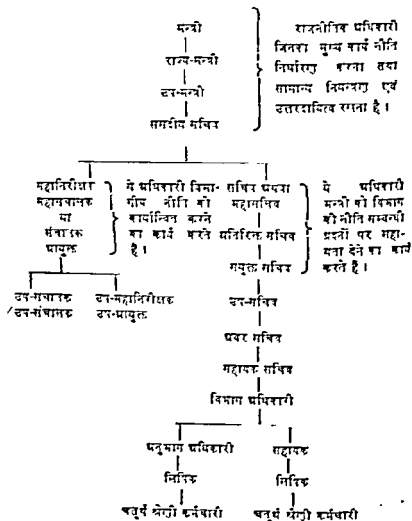 मन्त्री
राज्य-मन्त्री
उप-मन्त्री
संसदीय सचिव
राजनीतिक अधिकारी
जिनका मुख्य कार्य नीति
निर्धारण करना तथा
सामान्य नियन्त्रण एवं
उत्तरदायित्व रखना है।
महानिरीक्षक
महासंचालक
या
संचालक
आयुक्त
ये अधिकारी विभा-
गीय नीति को
कार्यान्वित करने
का कार्य करते
है।
उप-संचालक
उप-संचालक
उप-महानिरीक्षक
उप-आयुक्त
सचिव अथवा
महासचिव
अतिरिक्त सचिव
संयुक्त सचिव
उप-सचिव
अवर सचिव
सहायक सचिव
विभाग अधिकारी
ये अधिकारी
मन्त्री को विभाग
की नीति सम्बन्धी
प्रश्नों पर सहा-
यता देने का कार्य
करते हैं।
अनुभाग अधिकारी
लिपिक
चतुर्थ श्रेणी कर्मचारी
सहायक
लिपिक
चतुर्थ श्रेणी कर्मचारी